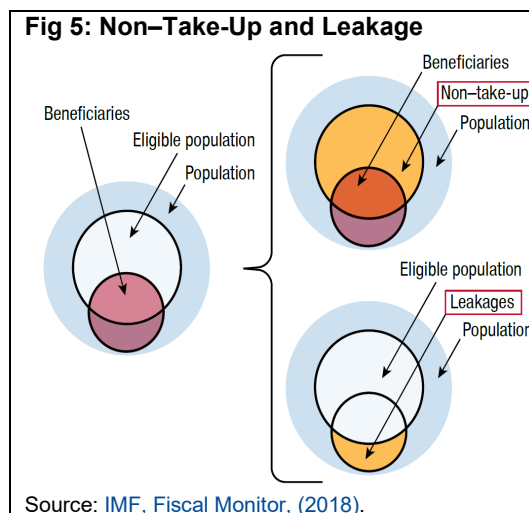 Fig 5: Non–Take-Up and Leakage
Beneficiaries
Eligible population
Population
Beneficiaries
Non–take-up
Population
Eligible population
Leakages
Population
Source: IMF, Fiscal Monitor, (2018).